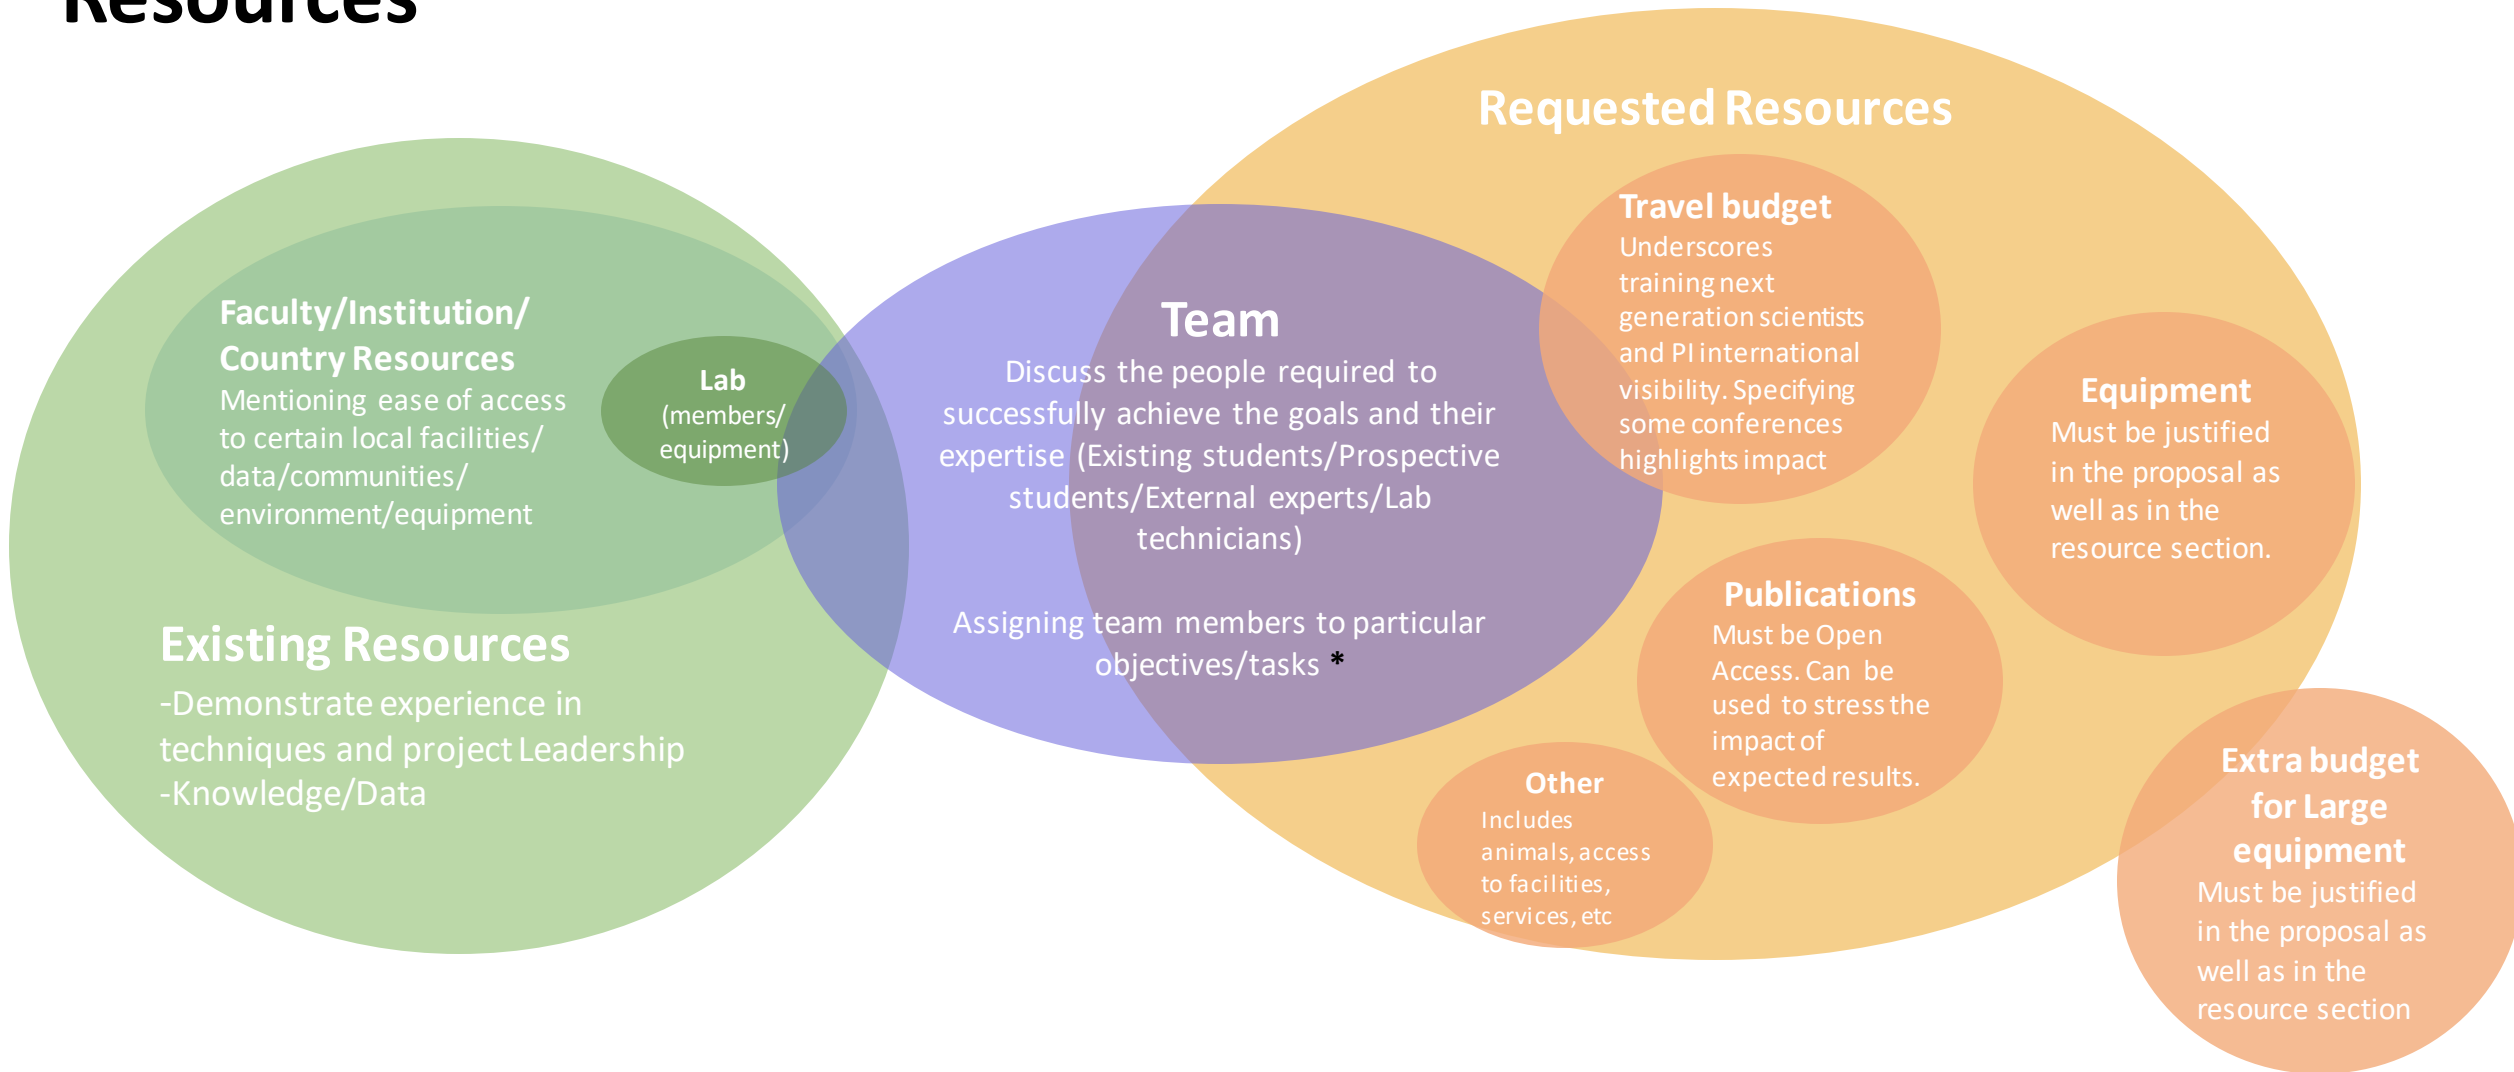 Resources
Existing Resources
-Demonstrate experience in
techniques and project Leadership
-Knowledge/Data
Faculty/Institution/
Country Resources
Mentioning ease of access
to certain local facilities/
data/communities/
environment/equipment
Lab
(members/
equipment)
Team
Discuss the people required to
successfully achieve the goals and their
expertise (Existing students/Prospective
students/External experts/Lab
technicians)
Assigning team members to particular
objectives/tasks *
Requested Resources
Travel budget
Underscores
training next
generation scientists
and PI international
visibility. Specifying
some conferences
highlights impact
Equipment
Must be justified
in the proposal as
well as in the
resource section.
Publications
Must be Open
Access. Can be
used to stress the
impact of
expected results.
Other
Includes
animals, access
to facilities,
services, etc
Extra budget
for Large
equipment
Must be justified
in the proposal as
well as in the
resource section